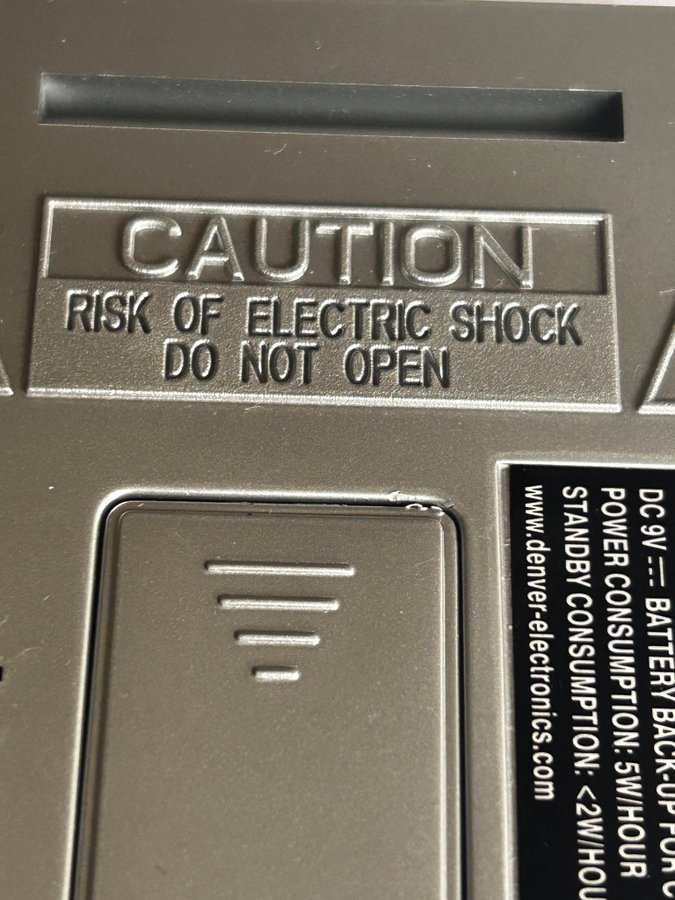 CAUTION
RISK OF ELECTRIC SHOCK
DO NOT OPEN
DC 9V ⎓ BATTERY BACK-UP FOR
POWER CONSUMPTION: 5W/HOUR
STANDBY CONSUMPTION: <2W/HOU
www.denver-electronics.com